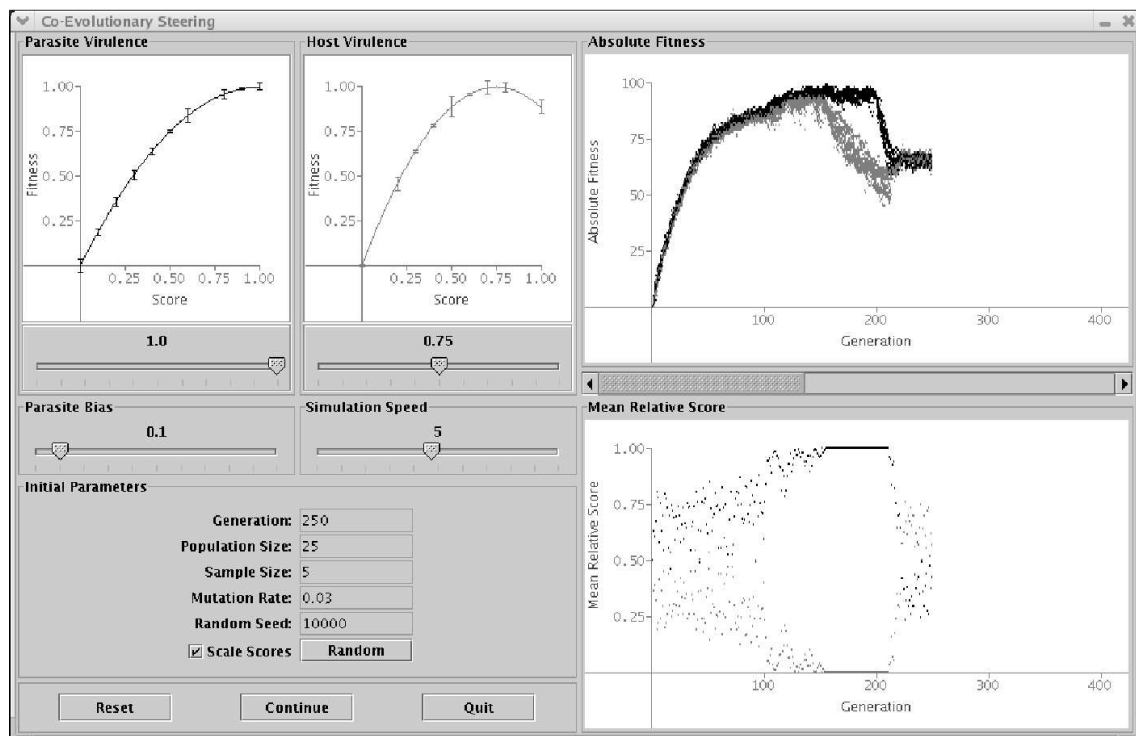 Co-Evolutionary Steering
Parasite Virulence
1.00
0.75
0.50
0.25
Fitness
0.25 0.50 0.75 1.00
Score
1.0
Host Virulence
1.00
0.75
0.50
0.25
Fitness
0.25 0.50 0.75 1.00
Score
0.75
Parasite Bias
0.1
Simulation Speed
5
Initial Parameters
Generation: 250
Population Size: 25
Sample Size: 5
Mutation Rate: 0.03
Random Seed: 10000
Scale Scores Random
Reset Continue Quit
Absolute Fitness
100
75
50
25
Absolute Fitness
100 200 300 400
Generation
Mean Relative Score
1.00
0.75
0.50
0.25
Mean Relative Score
100 200 300 400
Generation